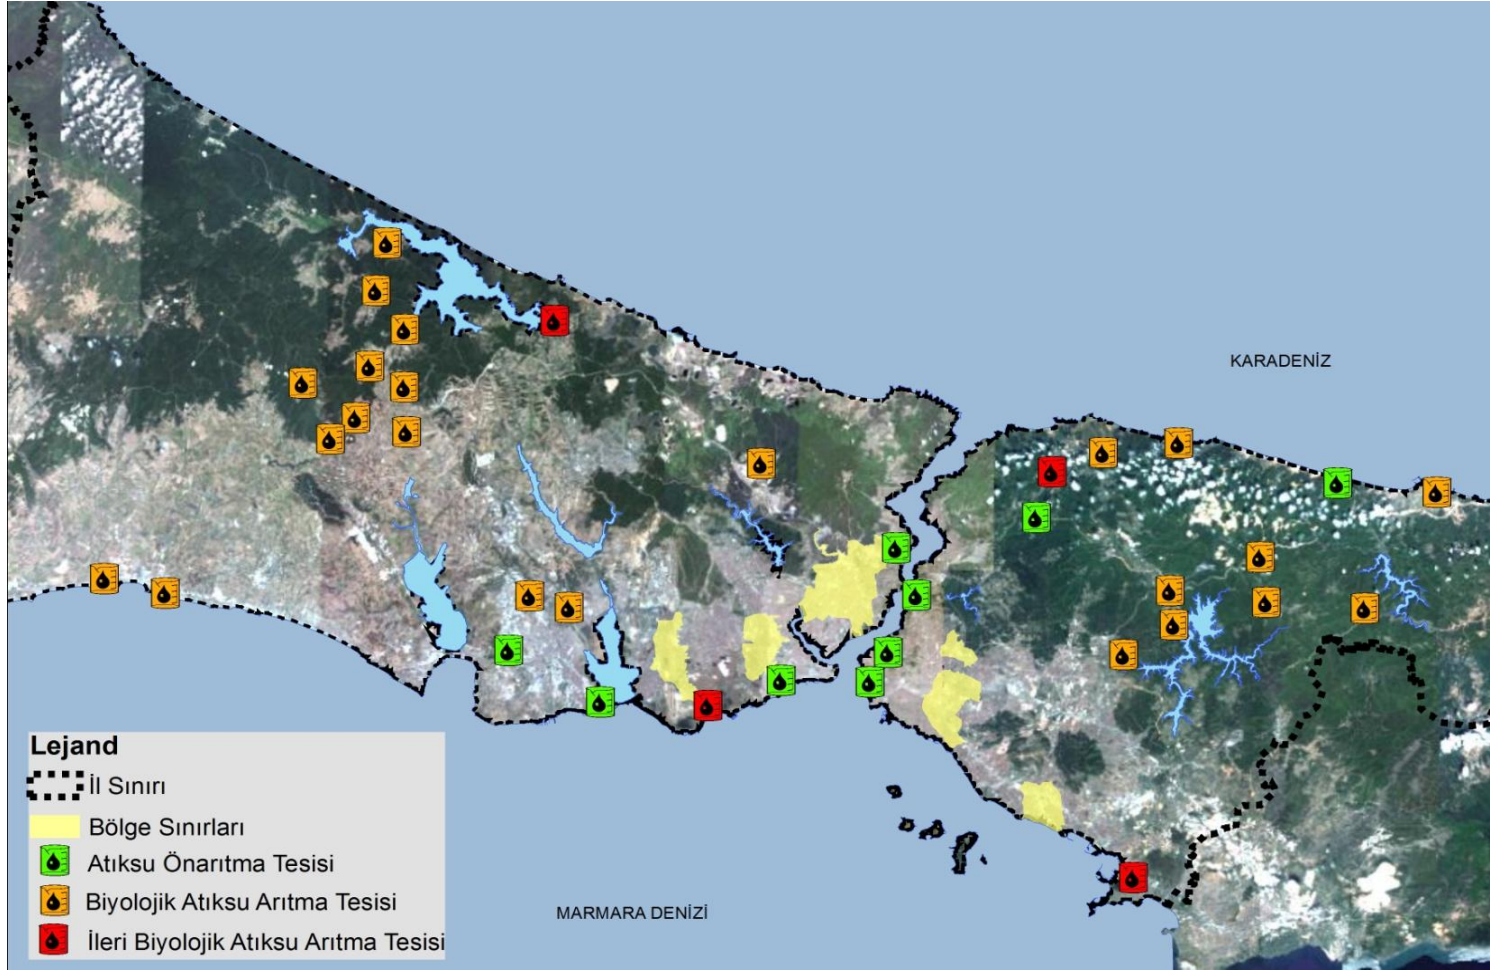 KARADENİZ
Lejand
İl Sınırı
Bölge Sınırları
Atıksu Önarıtma Tesisi
Biyolojik Atıksu Arıtma Tesisi
İleri Biyolojik Atıksu Arıtma Tesisi
MARMARA DENİZİ